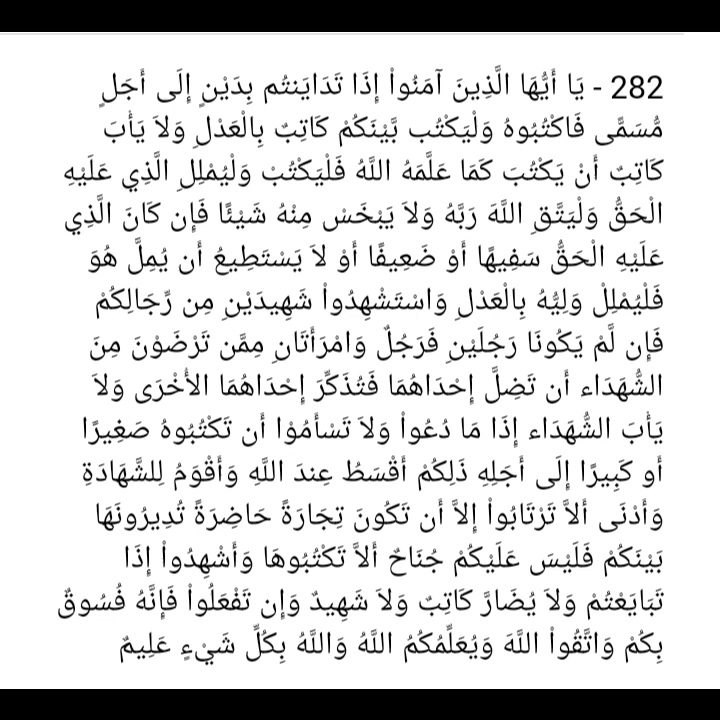 282 - يَا أَيُّهَا الَّذِينَ آمَنُواْ إِذَا تَدَايَنتُم بِدَيْنٍ إِلَى أَجَلٍ
مُّسَمًّى فَاكْتُبُوهُ وَلْيَكْتُب بَّيْنَكُمْ كَاتِبٌ بِالْعَدْلِ وَلاَ يَأْبَ
كَاتِبٌ أَنْ يَكْتُبَ كَمَا عَلَّمَهُ اللَّهُ فَلْيَكْتُبْ وَلْيُمْلِلِ الَّذِي عَلَيْهِ
الْحَقُّ وَلْيَتَّقِ اللَّهَ رَبَّهُ وَلاَ يَبْخَسْ مِنْهُ شَيْئًا فَإِن كَانَ الَّذِي
عَلَيْهِ الْحَقُّ سَفِيهًا أَوْ ضَعِيفًا أَوْ لاَ يَسْتَطِيعُ أَن يُمِلَّ هُوَ
فَلْيُمْلِلْ وَلِيُّهُ بِالْعَدْلِ وَاسْتَشْهِدُواْ شَهِيدَيْنِ مِن رِّجَالِكُمْ
فَإِن لَّمْ يَكُونَا رَجُلَيْنِ فَرَجُلٌ وَامْرَأَتَانِ مِمَّن تَرْضَوْنَ مِنَ
الشُّهَدَاء أَن تَضِلَّ إِحْدَاهُمَا فَتُذَكِّرَ إِحْدَاهُمَا الأُخْرَى وَلاَ
يَأْبَ الشُّهَدَاء إِذَا مَا دُعُواْ وَلاَ تَسْأَمُوْا أَن تَكْتُبُوهُ صَغِيرًا
أَو كَبِيرًا إِلَى أَجَلِهِ ذَلِكُمْ أَقْسَطُ عِندَ اللَّهِ وَأَقْوَمُ لِلشَّهَادَةِ
وَأَدْنَى أَلاَّ تَرْتَابُواْ إِلاَّ أَن تَكُونَ تِجَارَةً حَاضِرَةً تُدِيرُونَهَا
بَيْنَكُمْ فَلَيْسَ عَلَيْكُمْ جُنَاحٌ أَلاَّ تَكْتُبُوهَا وَأَشْهِدُواْ إِذَا
تَبَايَعْتُمْ وَلاَ يُضَارَّ كَاتِبٌ وَلاَ شَهِيدٌ وَإِن تَفْعَلُواْ فَإِنَّهُ فُسُوقٌ
بِكُمْ وَاتَّقُواْ اللَّهَ وَيُعَلِّمُكُمُ اللَّهُ وَاللَّهُ بِكُلِّ شَيْءٍ عَلِيمٌ